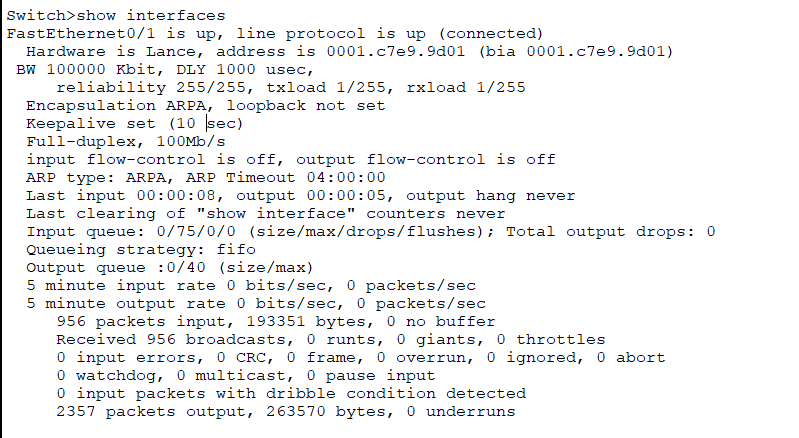 Switch>show interfaces
FastEthernet0/1 is up, line protocol is up (connected)
Hardware is Lance, address is 0001.c7e9.9d01 (bia 0001.c7e9.9d01)
BW 100000 Kbit, DLY 1000 usec,
reliability 255/255, txload 1/255, rxload 1/255
Encapsulation ARPA, loopback not set
Keepalive set (10 sec)
Full-duplex, 100Mb/s
input flow-control is off, output flow-control is off
ARP type: ARPA, ARP Timeout 04:00:00
Last input 00:00:08, output 00:00:05, output hang never
Last clearing of "show interface" counters never
Input queue: 0/75/0/0 (size/max/drops/flushes); Total output drops: 0
Queueing strategy: fifo
Output queue :0/40 (size/max)
5 minute input rate 0 bits/sec, 0 packets/sec
5 minute output rate 0 bits/sec, 0 packets/sec
956 packets input, 193351 bytes, 0 no buffer
Received 956 broadcasts, 0 runts, 0 giants, 0 throttles
0 input errors, 0 CRC, 0 frame, 0 overrun, 0 ignored, 0 abort
0 watchdog, 0 multicast, 0 pause input
0 input packets with dribble condition detected
2357 packets output, 263570 bytes, 0 underruns